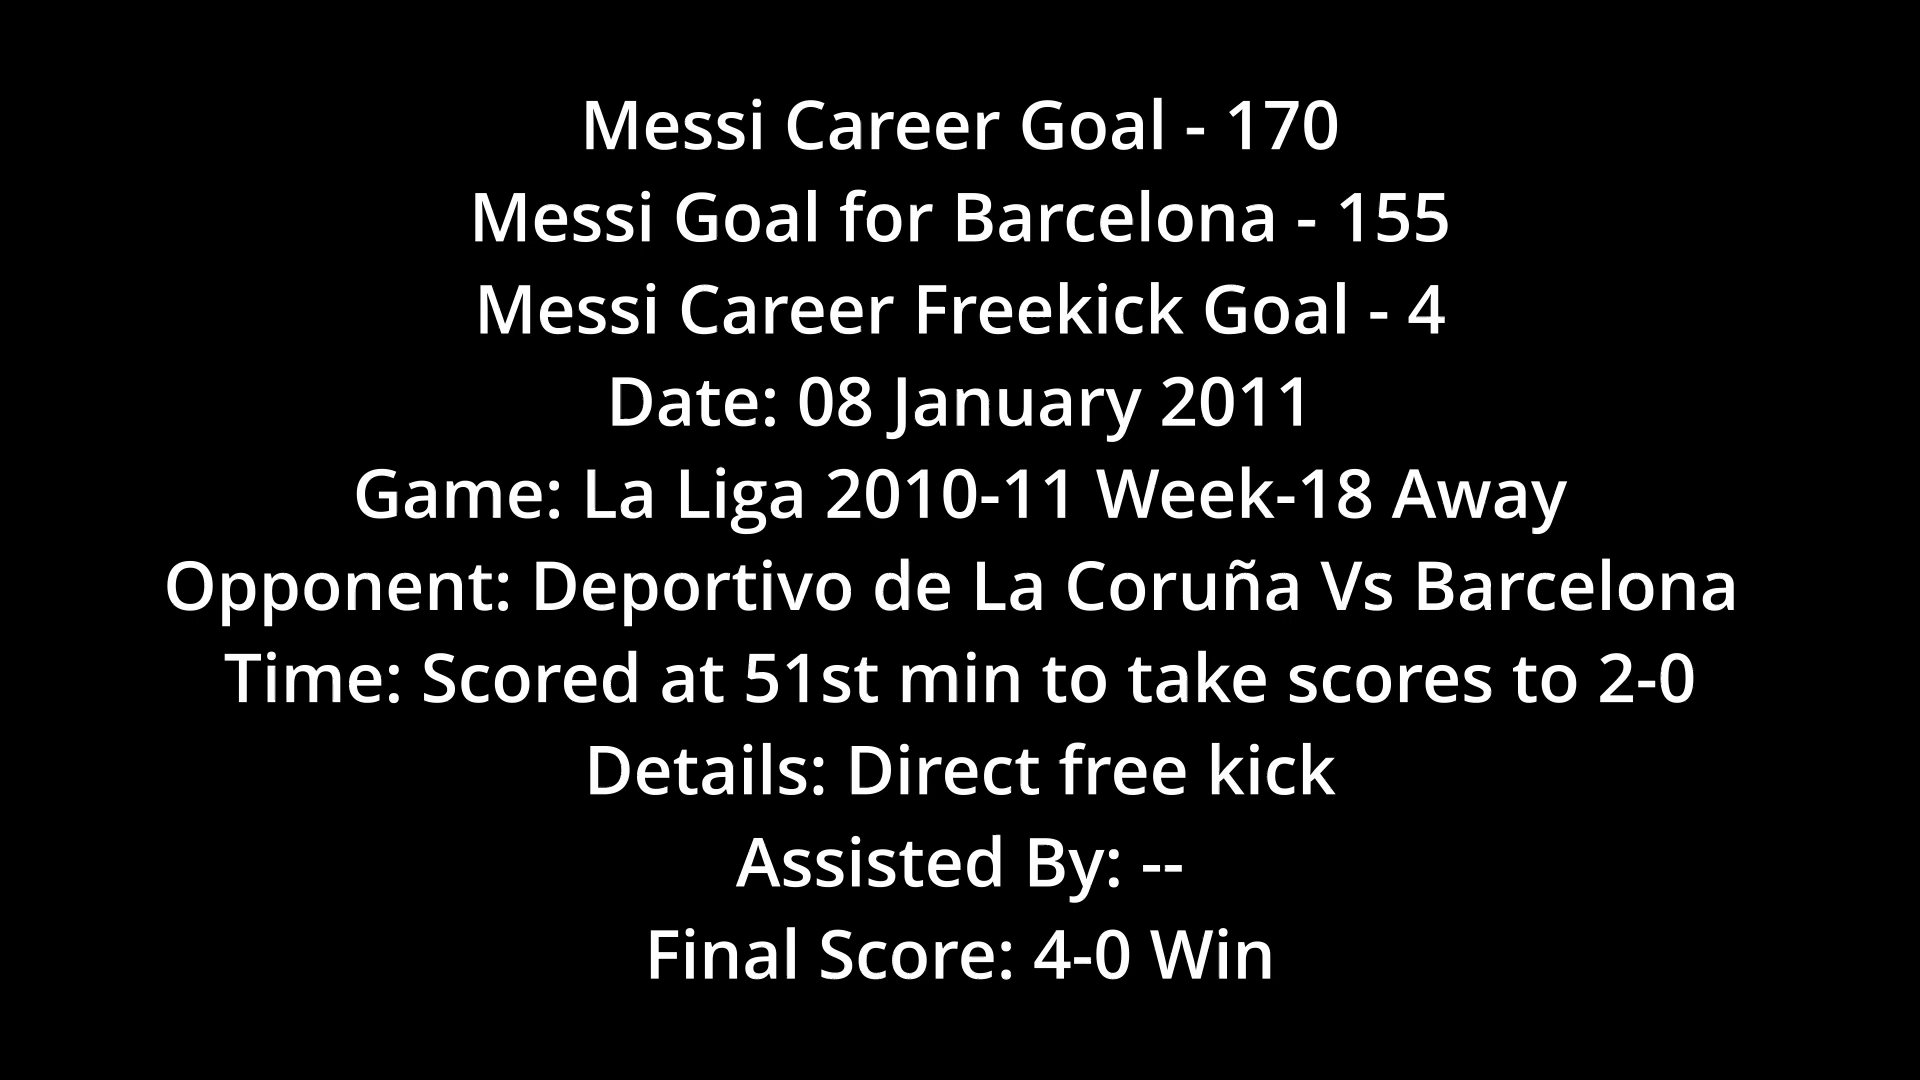 Messi Career Goal - 170
Messi Goal for Barcelona - 155
Messi Career Freekick Goal - 4
Date: 08 January 2011
Game: La Liga 2010-11 Week-18 Away
Opponent: Deportivo de La Coruña Vs Barcelona
Time: Scored at 51st min to take scores to 2-0
Details: Direct free kick
Assisted By: --
Final Score: 4-0 Win